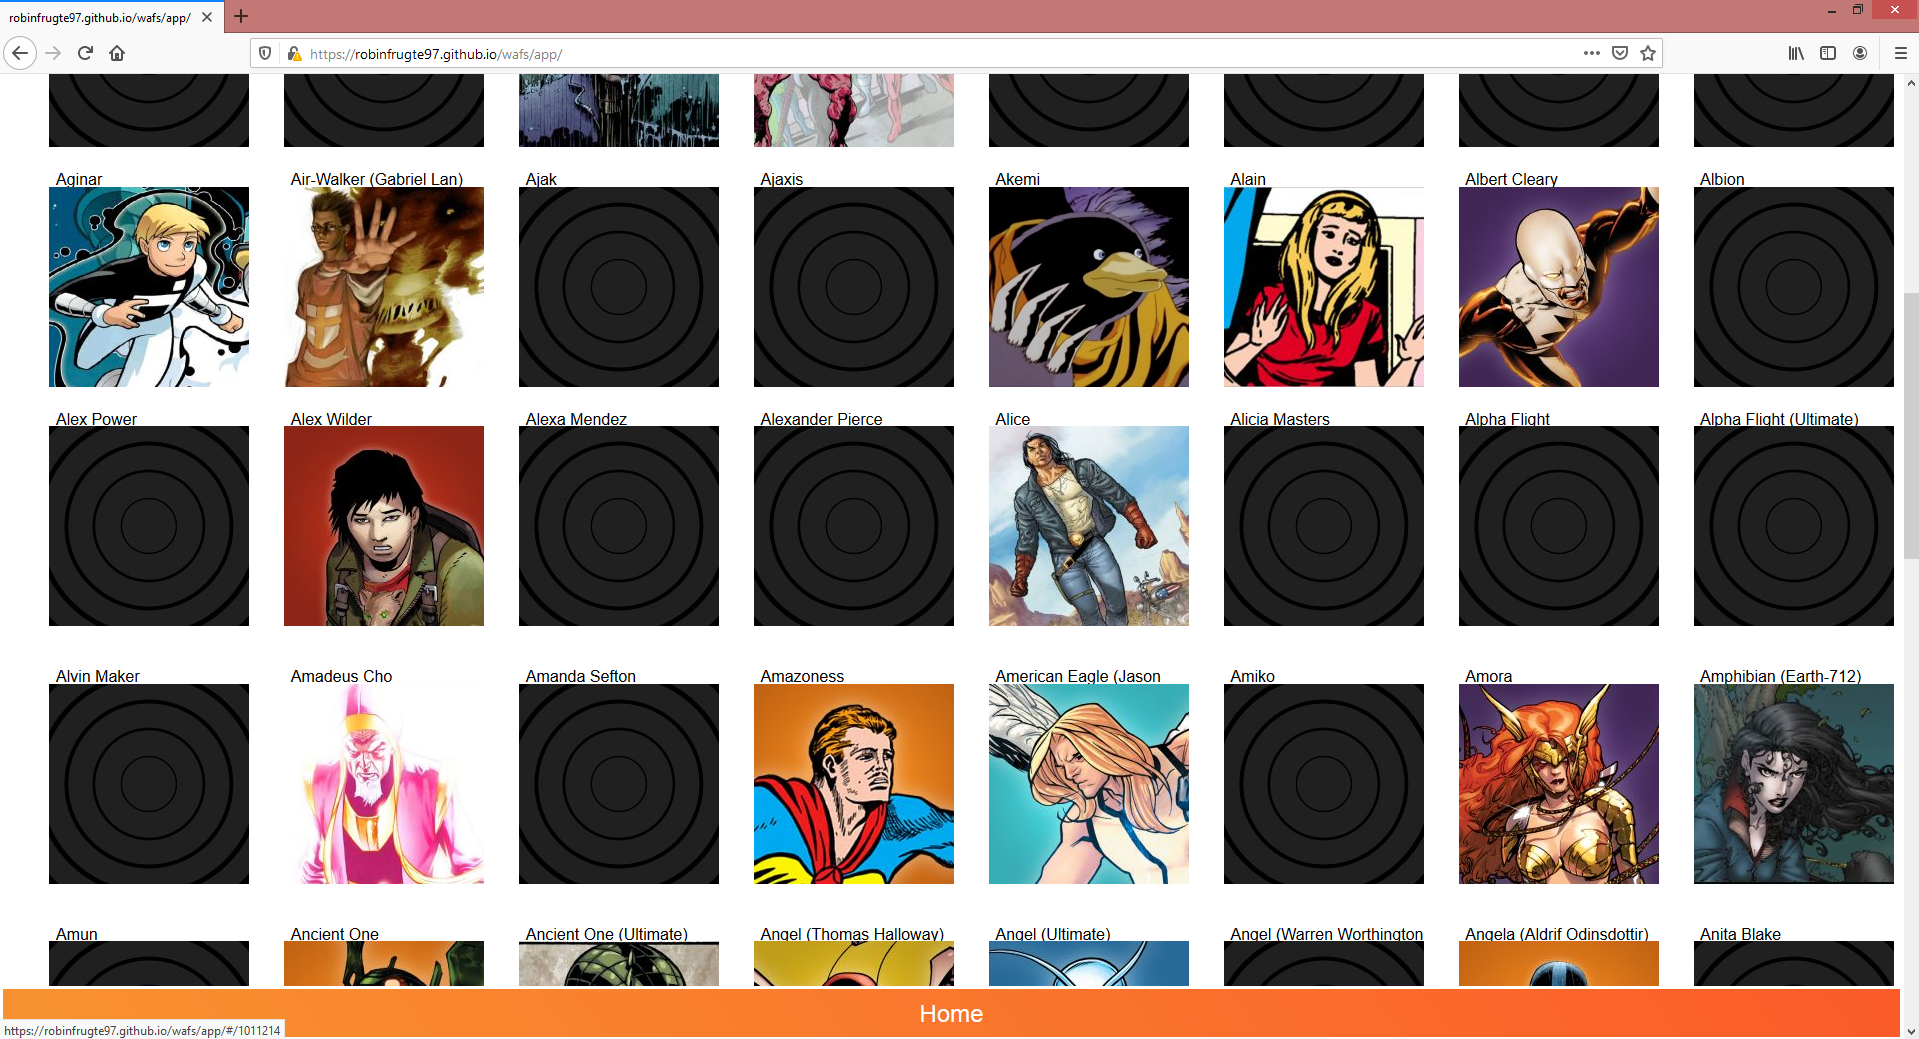 robinfrugte97.github.io/wafs/app/
https://robinfrugte97.github.io/wafs/app/
Aginar Air-Walker (Gabriel Lan) Ajak Ajaxis Akemi Alain Albert Cleary Albion
Alex Power Alex Wilder Alexa Mendez Alexander Pierce Alice Alicia Masters Alpha Flight Alpha Flight (Ultimate)
Alvin Maker Amadeus Cho Amanda Sefton Amazoness American Eagle (Jason Amiko Amora Amphibian (Earth-712)
Amun Ancient One Ancient One (Ultimate) Angel (Thomas Halloway) Angel (Ultimate) Angel (Warren Worthington Angela (Aldrif Odinsdottir) Anita Blake
Home
https://robinfrugte97.github.io/wafs/app/#/1011214